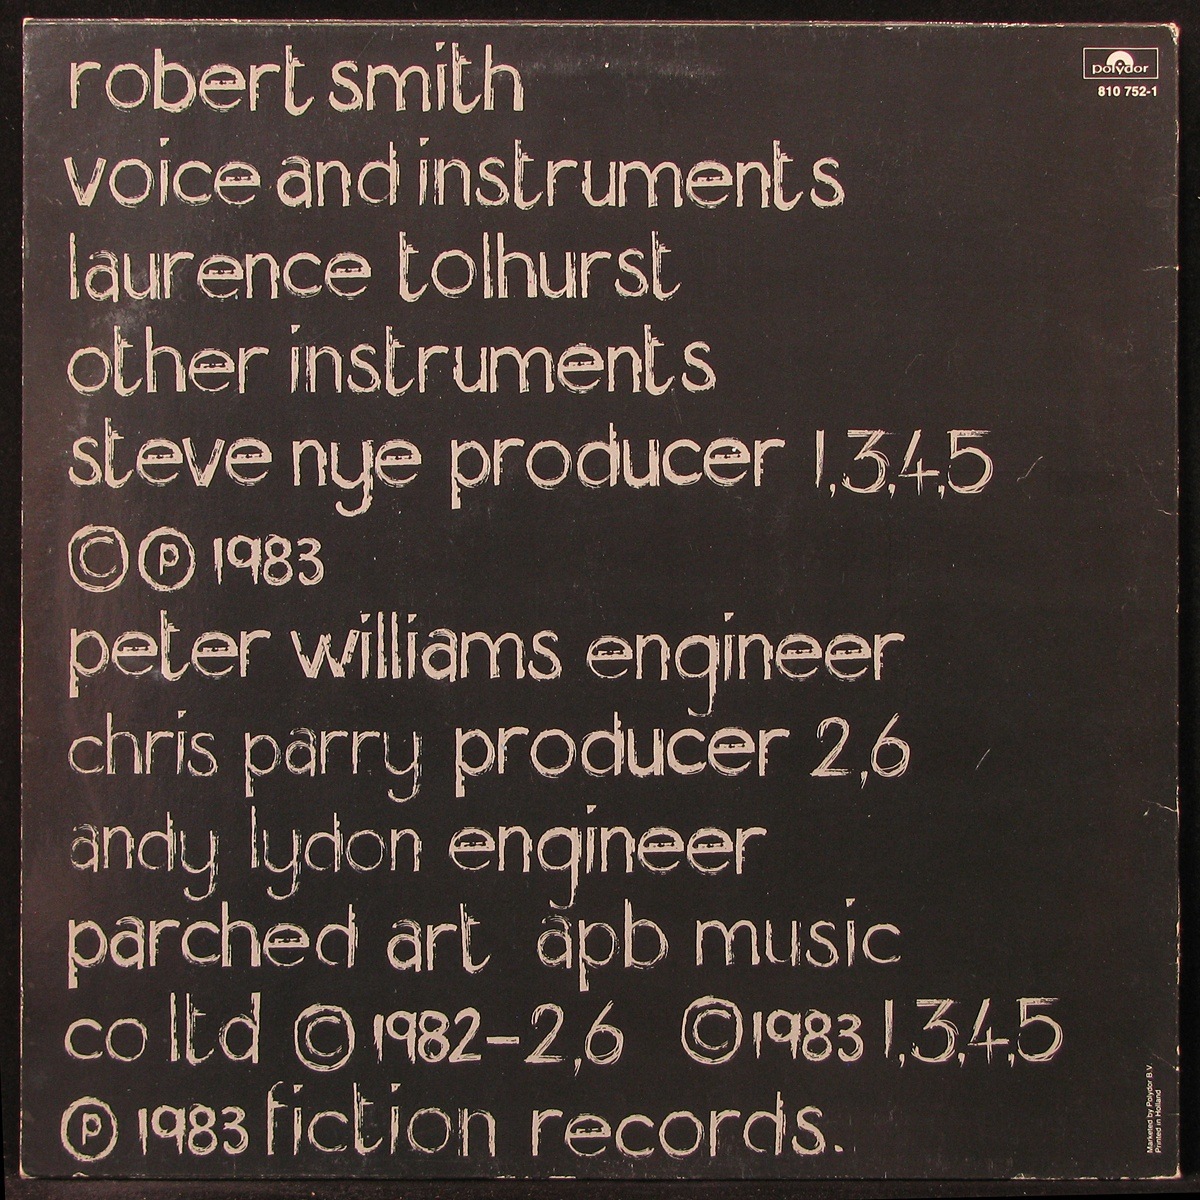 robert smith
polydor
810 752-1
voice and instruments
laurence tolhurst
other instruments
steve nye producer 1,3,4,5
© ℗ 1983
peter williams engineer
chris parry producer 2,6
andy lydon engineer
parched art apb music
co ltd © 1982-2,6 © 1983 1,3,4,5
℗ 1983 fiction records.
Marketed by Polydor B.V.
Printed in Holland